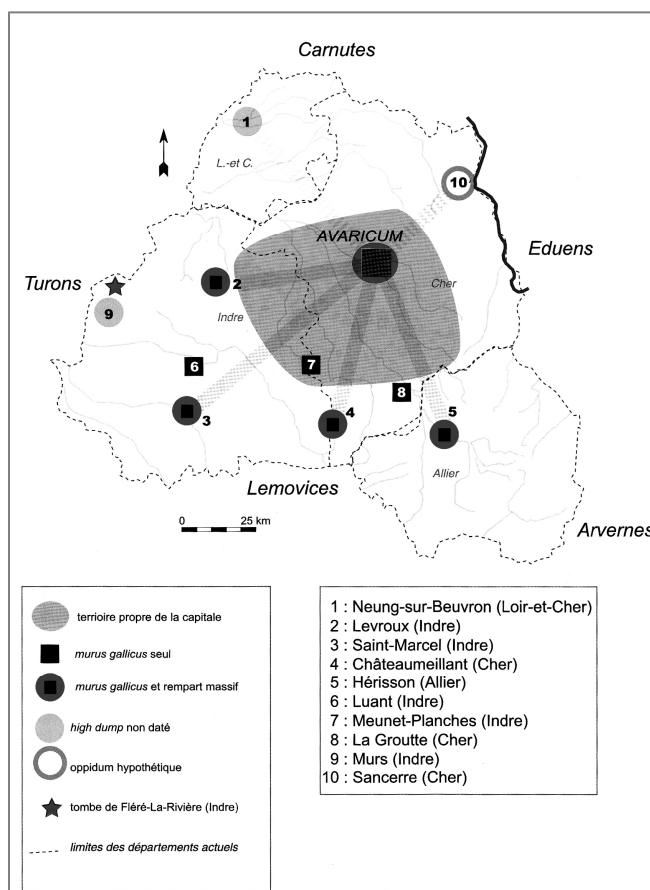 Carnutes
1
L.-et C.
10
AVARICUM
Eduens
Turons
2
Cher
Indre
9
6
7
8
3
4
5
Allier
Lemovices
0 25 km
Arvernes
terrioire propre de la capitale
murus gallicus seul
murus gallicus et rempart massif
high dump non daté
oppidum hypothétique
tombe de Fléré-La-Rivière (Indre)
limites des départements actuels
1 : Neung-sur-Beuvron (Loir-et-Cher)
2 : Levroux (Indre)
3 : Saint-Marcel (Indre)
4 : Châteaumeillant (Cher)
5 : Hérisson (Allier)
6 : Luant (Indre)
7 : Meunet-Planches (Indre)
8 : La Groutte (Cher)
9 : Murs (Indre)
10 : Sancerre (Cher)